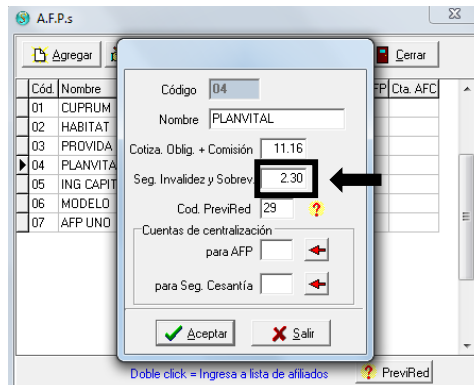 A.F.P.s
Agregar
Cerrar
Cód. Nombre
FP Cta. AFC
01 CUPRUM
02 HABITAT
03 PROVIDA
04 PLANVITA
05 ING CAPIT
06 MODELO
07 AFP UNO
Código 04
Nombre PLANVITAL
Cotiza. Oblig. + Comisión 11.16
Seg. Invalidez y Sobrev. 2.30
Cod. PreviRed 29 ?
Cuentas de centralización
para AFP
para Seg. Cesantía
Aceptar
Salir
Doble click = Ingresa a lista de afiliados
? PreviRed